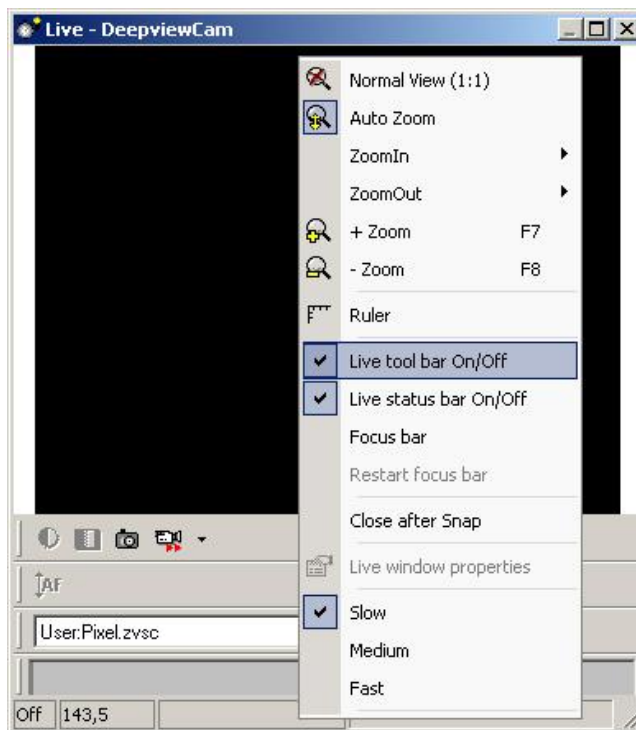 Live - DeepviewCam
Normal View (1:1)
Auto Zoom
ZoomIn
ZoomOut
+ Zoom F7
- Zoom F8
Ruler
Live tool bar On/Off
Live status bar On/Off
Focus bar
Restart focus bar
Close after Snap
Live window properties
Slow
Medium
Fast
AF
User:Pixel.zvsc
Off 143,5